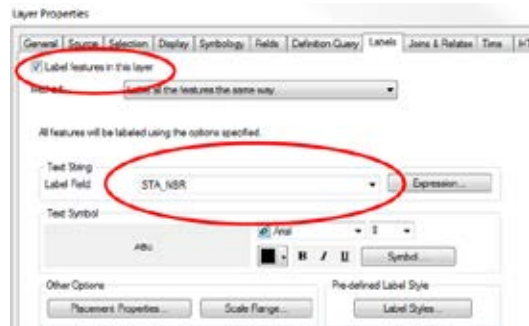 Layer Properties
General Source Selection Display Symbology Fields Definition Query Labels Joins & Relates Time
Label features in this layer
Label all the features the same way
All features will be labeled using the options specified.
Text String
Label Field STA_NBR Expression...
Text Symbol
Arial
B I U Symbol...
Other Options Pre-defined Label Style
Placement Properties... Scale Range... Label Styles...